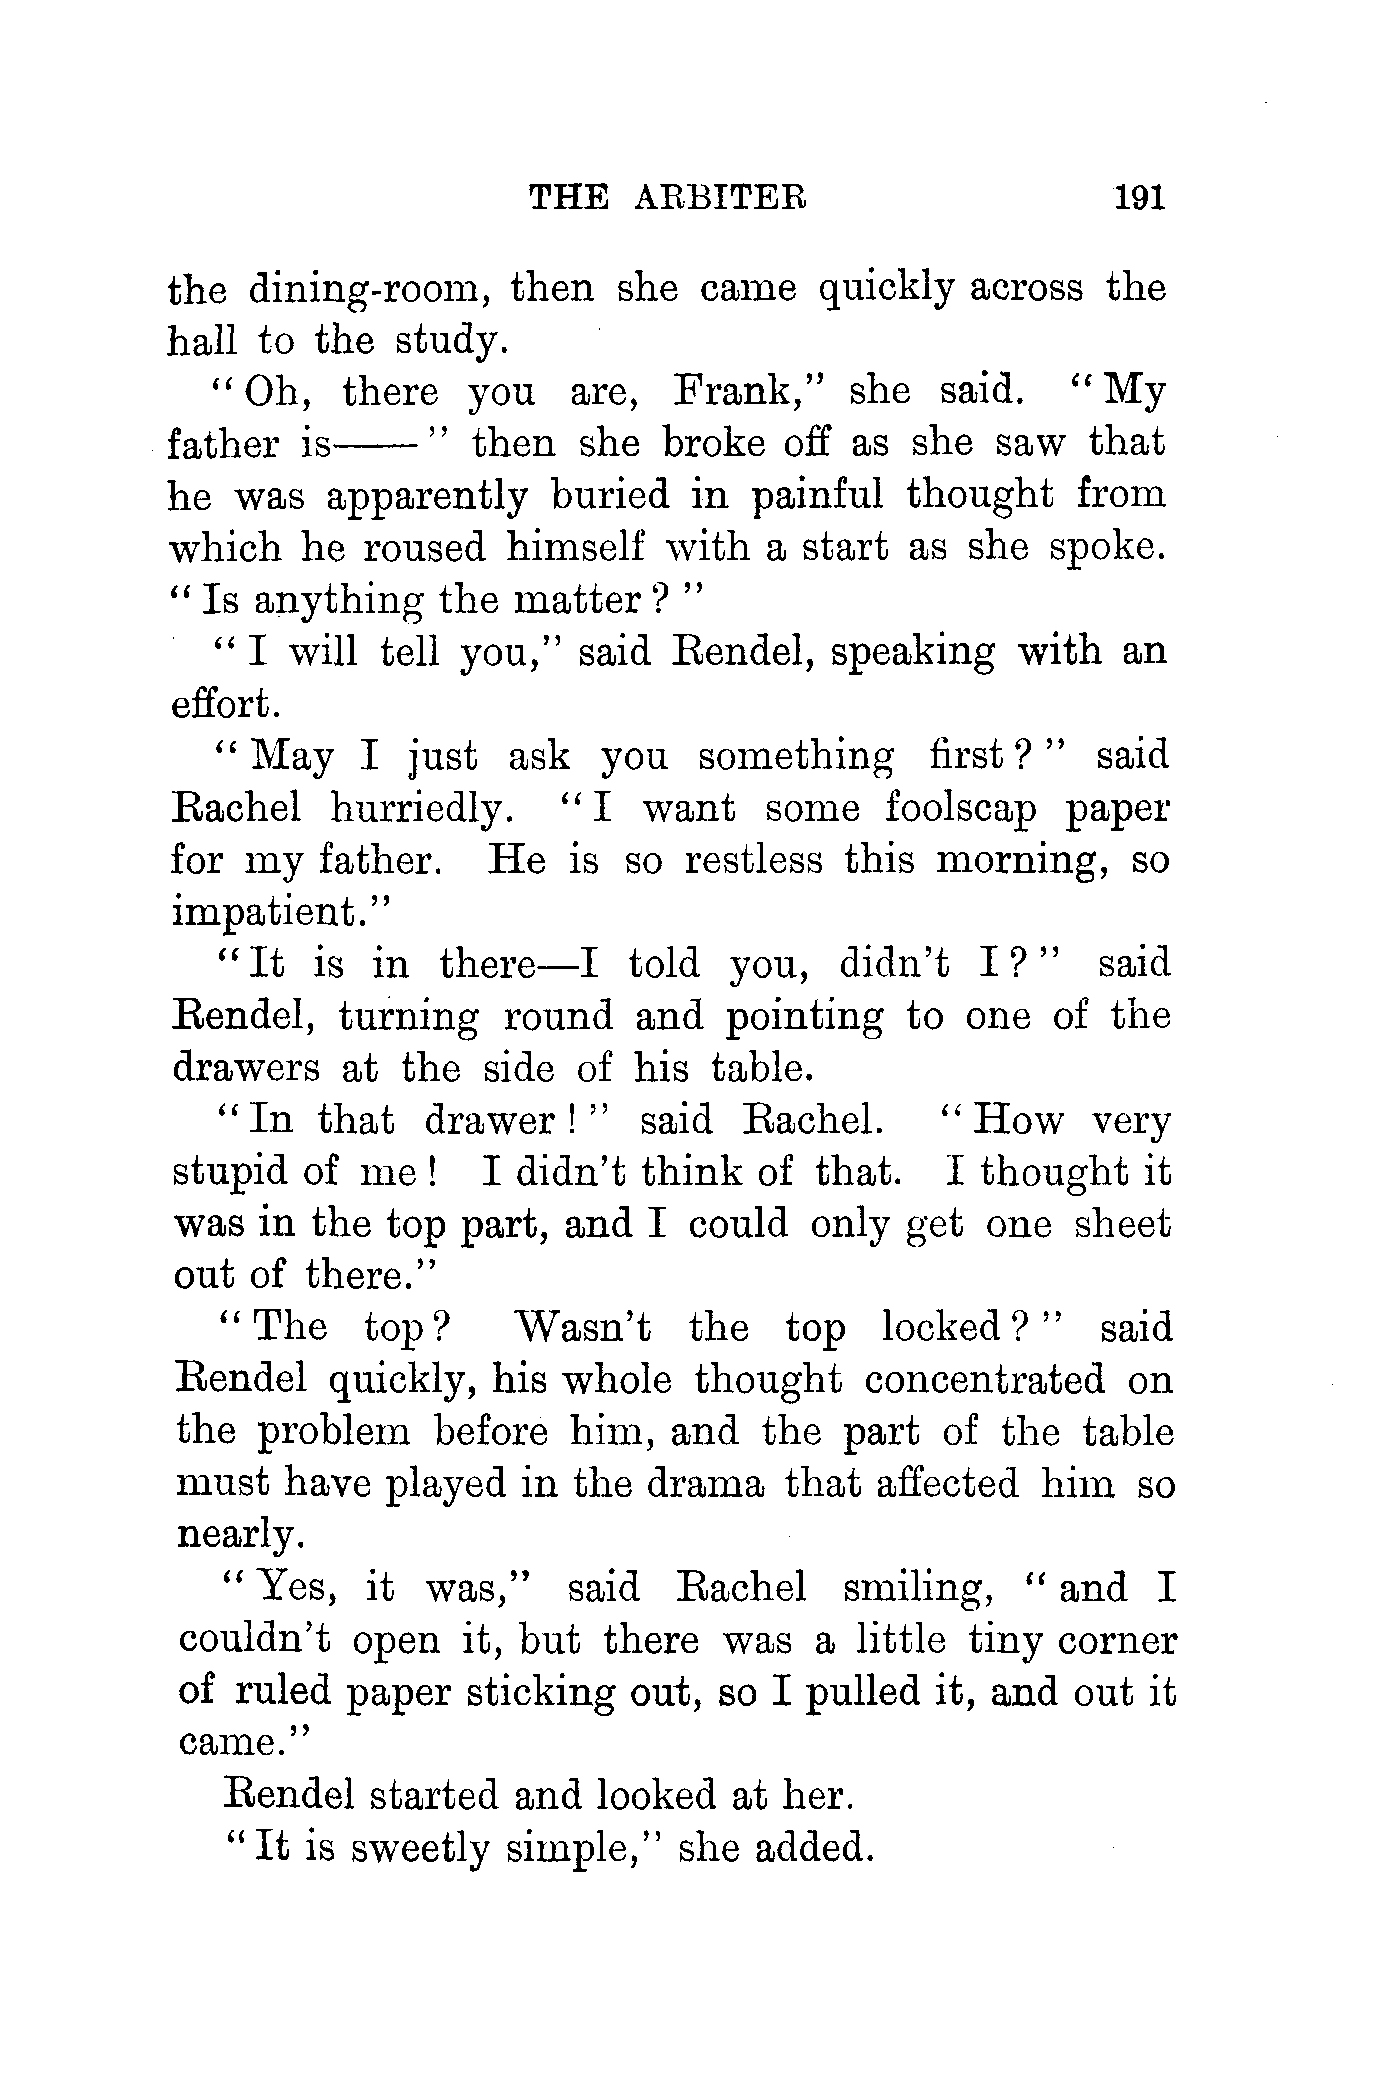 THE ARBITER 191
the dining-room, then she came quickly across the
hall to the study.
“Oh, there you are, Frank,” she said. “My
father is——” then she broke off as she saw that
he was apparently buried in painful thought from
which he roused himself with a start as she spoke.
“Is anything the matter?”
“I will tell you,” said Rendel, speaking with an
effort.
“May I just ask you something first?” said
Rachel hurriedly. “I want some foolscap paper
for my father. He is so restless this morning, so
impatient.”
“It is in there—I told you, didn’t I?” said
Rendel, turning round and pointing to one of the
drawers at the side of his table.
“In that drawer!” said Rachel. “How very
stupid of me! I didn’t think of that. I thought it
was in the top part, and I could only get one sheet
out of there.”
“The top? Wasn’t the top locked?” said
Rendel quickly, his whole thought concentrated on
the problem before him, and the part of the table
must have played in the drama that affected him so
nearly.
“Yes, it was,” said Rachel smiling, “and I
couldn’t open it, but there was a little tiny corner
of ruled paper sticking out, so I pulled it, and out it
came.”
Rendel started and looked at her.
“It is sweetly simple,” she added.